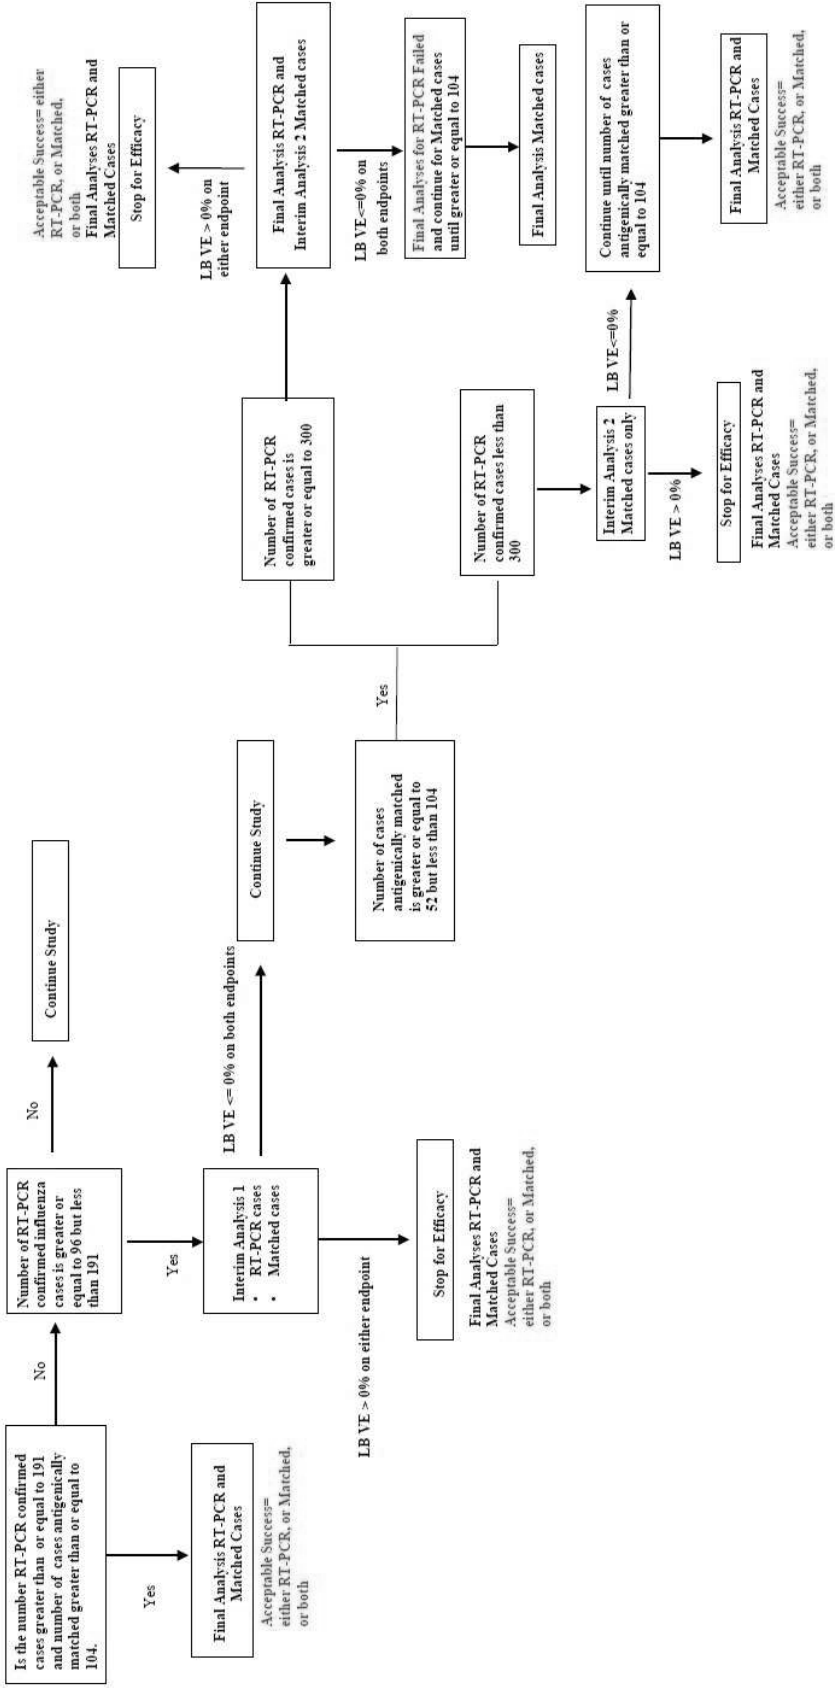 Is the number RT-PCR confirmed
cases greater than or equal to 191
and number of cases antigenically
matched greater than or equal to
104.
Yes
Final Analysis RT-PCR and
Matched Cases
Acceptable Success=
either RT-PCR, or Matched,
or both
No
Number of RT-PCR
confirmed influenza
cases is greater or
equal to 96 but less
than 191
No
Continue Study
Yes
Interim Analysis 1
• RT-PCR cases
• Matched cases
LB VE > 0% on either endpoint
Stop for Efficacy
Final Analyses RT-PCR and
Matched Cases
Acceptable Success=
either RT-PCR, or Matched,
or both
LB VE <= 0% on both endpoints
Continue Study
Number of cases
antigenically matched
is greater or equal to
52 but less than 104
Yes
Number of RT-PCR
confirmed cases is
greater or equal to 300
Final Analysis RT-PCR and
Interim Analysis 2 Matched cases
LB VE > 0% on
either endpoint
Stop for Efficacy
Acceptable Success= either
RT-PCR, or Matched,
or both
Final Analyses RT-PCR and
Matched Cases
LB VE<=0% on
both endpoints
Final Analyses for RT-PCR Failed
and continue for Matched cases
until greater or equal to 104
Final Analysis Matched cases
Number of RT-PCR
confirmed cases less than
300
Interim Analysis 2
Matched cases only
LB VE > 0%
Stop for Efficacy
Final Analyses RT-PCR and
Matched Cases
Acceptable Success=
either RT-PCR, or Matched,
or both
LB VE<=0%
Continue until number of cases
antigenically matched greater than or
equal to 104
Final Analysis RT-PCR and
Matched Cases
Acceptable Success=
either RT-PCR, or Matched,
or both